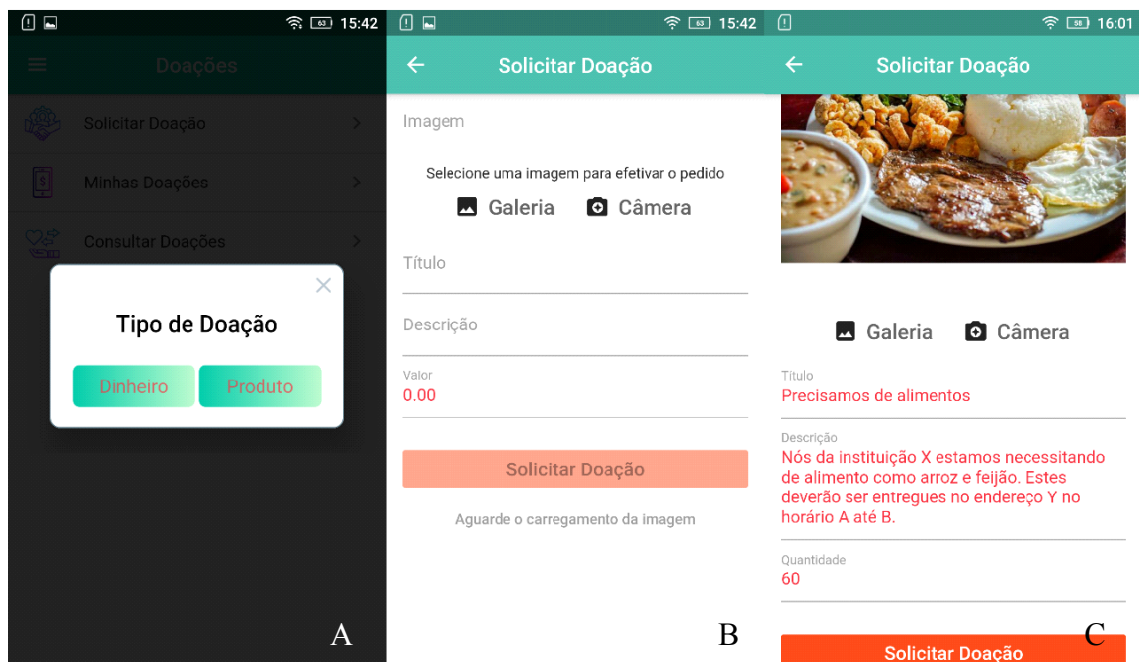 63 15:42
Doações
Solicitar Doação
Minhas Doações
Consultar Doações
Tipo de Doação
Dinheiro Produto
A
63 15:42
Solicitar Doação
Imagem
Selecione uma imagem para efetivar o pedido
Galeria Câmera
Título
Descrição
Valor
0.00
Solicitar Doação
Aguarde o carregamento da imagem
B
58 16:01
Solicitar Doação
Galeria Câmera
Título
Precisamos de alimentos
Descrição
Nós da instituição X estamos necessitando
de alimento como arroz e feijão. Estes
deverão ser entregues no endereço Y no
horário A até B.
Quantidade
60
Solicitar Doação
C